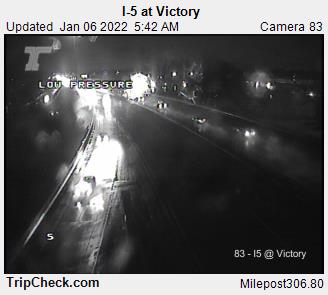 I-5 at Victory
Updated Jan 06 2022 5:42 AM Camera 83
LOW PRESSURE
S
83 - I5 @ Victory
TripCheck.com Milepost306.80